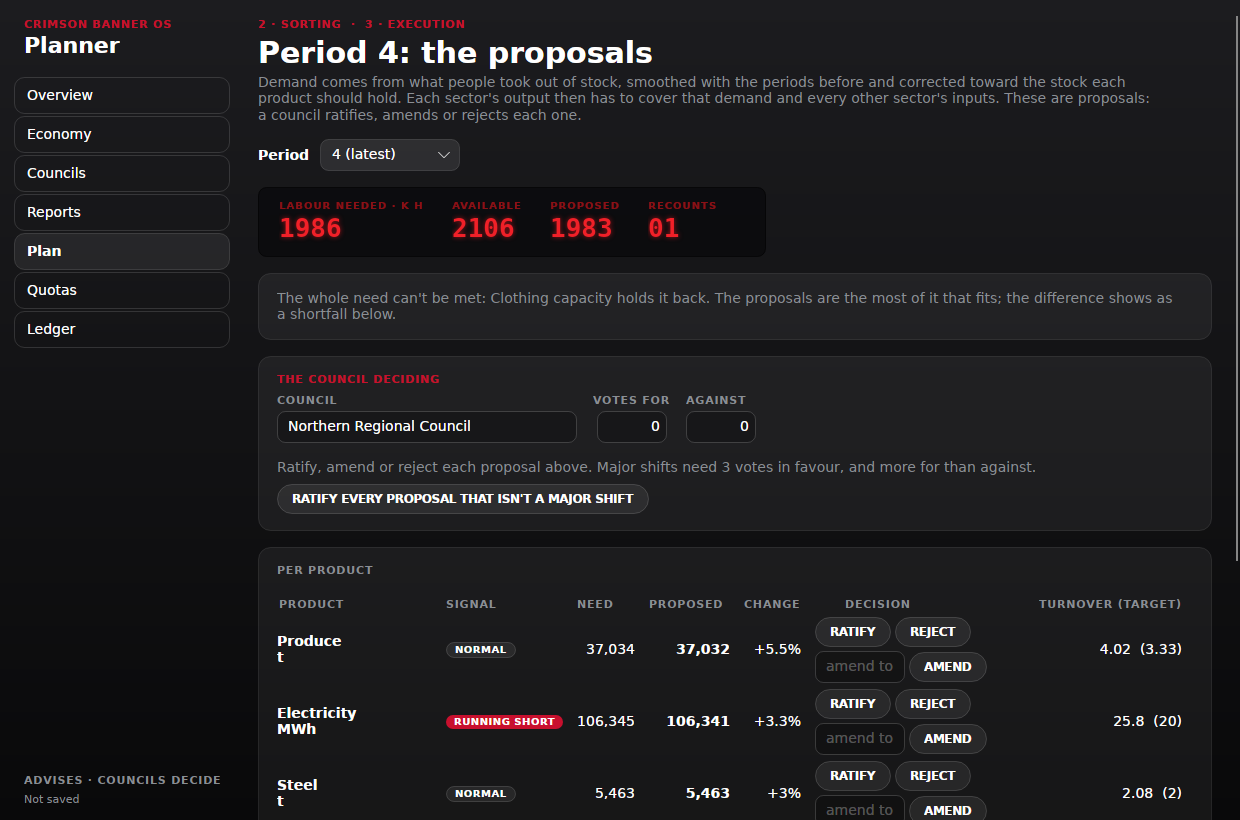 CRIMSON BANNER OS
Planner
Overview
Economy
Councils
Reports
Plan
Quotas
Ledger
ADVISES · COUNCILS DECIDE
Not saved
2 · SORTING · 3 · EXECUTION
Period 4: the proposals
Demand comes from what people took out of stock, smoothed with the periods before and corrected toward the stock each
product should hold. Each sector's output then has to cover that demand and every other sector's inputs. These are proposals:
a council ratifies, amends or rejects each one.
Period 4 (latest)
LABOUR NEEDED · K H AVAILABLE PROPOSED RECOUNTS
1986 2106 1983 01
The whole need can't be met: Clothing capacity holds it back. The proposals are the most of it that fits; the difference shows as
a shortfall below.
THE COUNCIL DECIDING
COUNCIL VOTES FOR AGAINST
Northern Regional Council 0 0
Ratify, amend or reject each proposal above. Major shifts need 3 votes in favour, and more for than against.
RATIFY EVERY PROPOSAL THAT ISN'T A MAJOR SHIFT
PER PRODUCT
PRODUCT SIGNAL NEED PROPOSED CHANGE DECISION TURNOVER (TARGET)
RATIFY REJECT
Produce
t NORMAL 37,034 37,032 +5.5% 4.02 (3.33)
amend to AMEND
RATIFY REJECT
Electricity
MWh RUNNING SHORT 106,345 106,341 +3.3% 25.8 (20)
amend to AMEND
RATIFY REJECT
Steel
t NORMAL 5,463 5,463 +3% 2.08 (2)
amend to AMEND